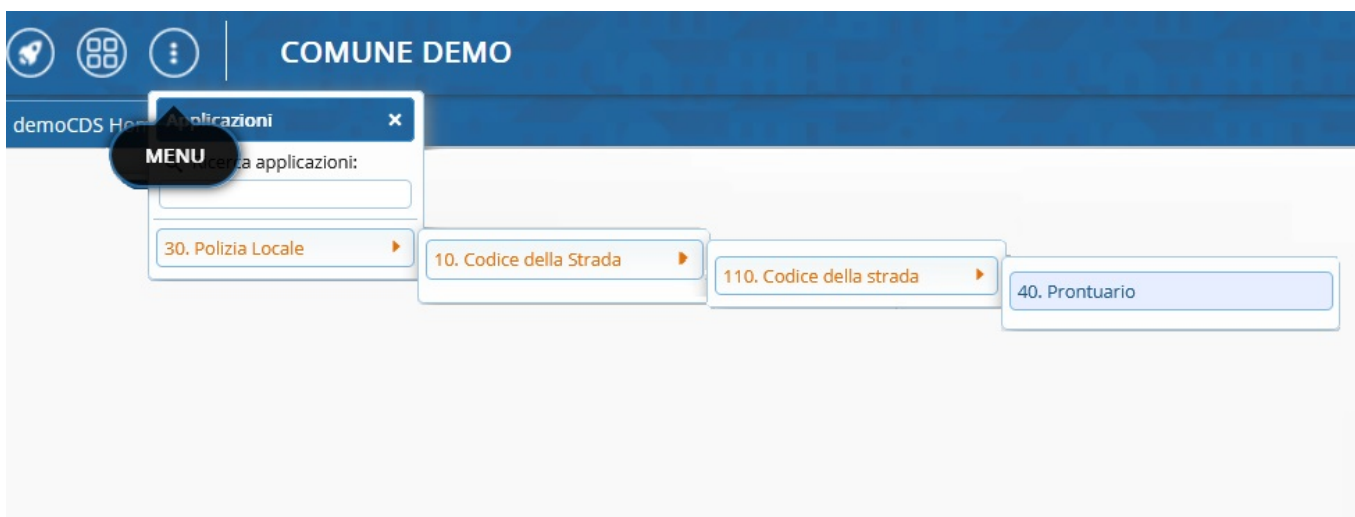 COMUNE DEMO
demoCDS Hom
Applicazioni
MENU
Ricerca applicazioni:
30. Polizia Locale
10. Codice della Strada
110. Codice della strada
40. Prontuario